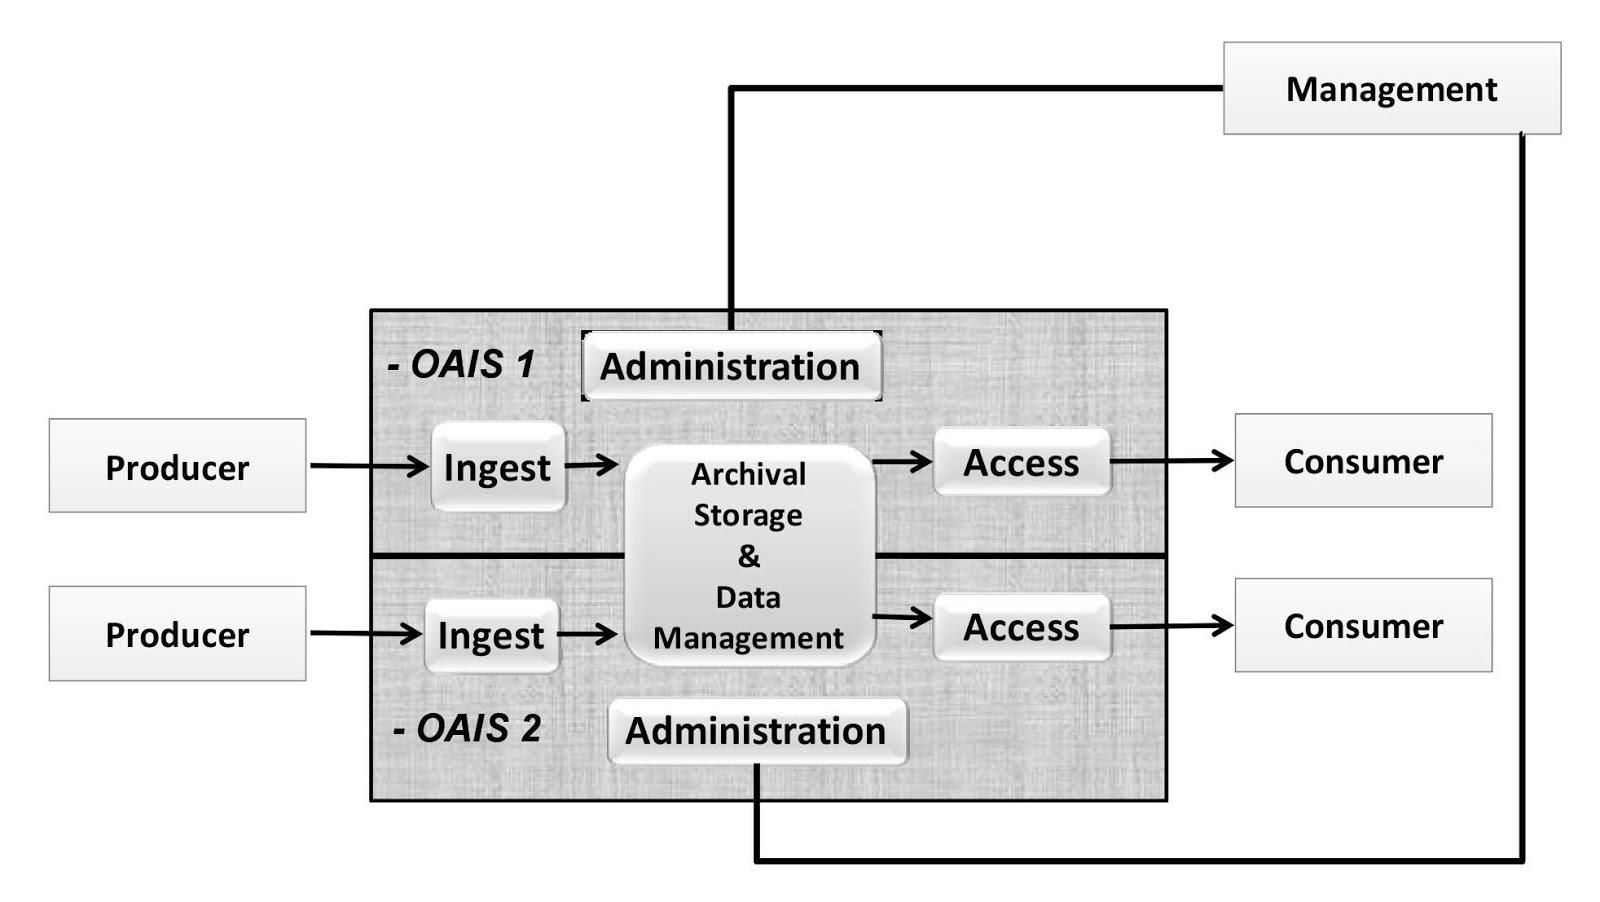 Management
- OAIS 1
Administration
Producer
Ingest
Archival
Storage
&
Data
Management
Access
Consumer
Producer
Ingest
Access
Consumer
- OAIS 2
Administration